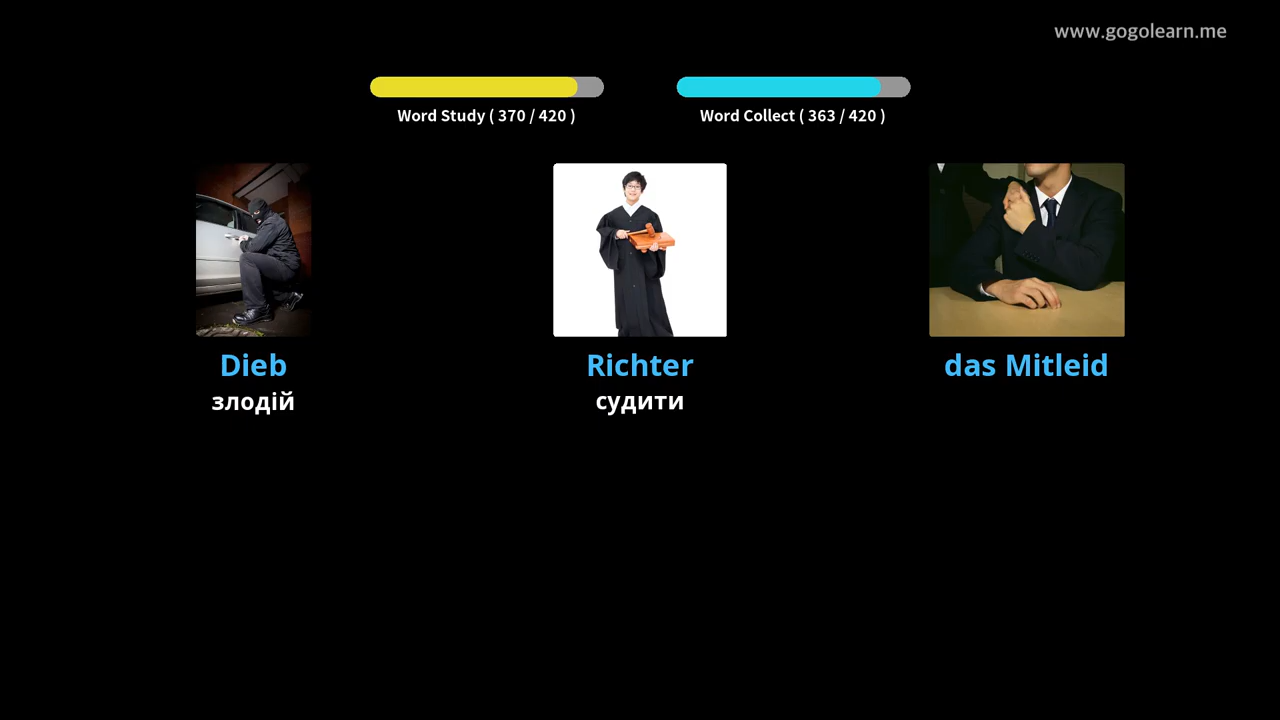 www.gogolearn.me
Word Study ( 370 / 420 )
Word Collect ( 363 / 420 )
Dieb
злодій
Richter
судити
das Mitleid